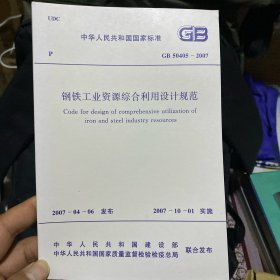 UDC
中华人民共和国国家标准
GB
P
GB 50405-2007
钢铁工业资源综合利用设计规范
Code for design of comprehensive utilization of
iron and steel industry resources
2007-04-06 发布
2007-10-01 实施
中华人民共和国建设部
中华人民共和国国家质量监督检验检疫总局
联合发布